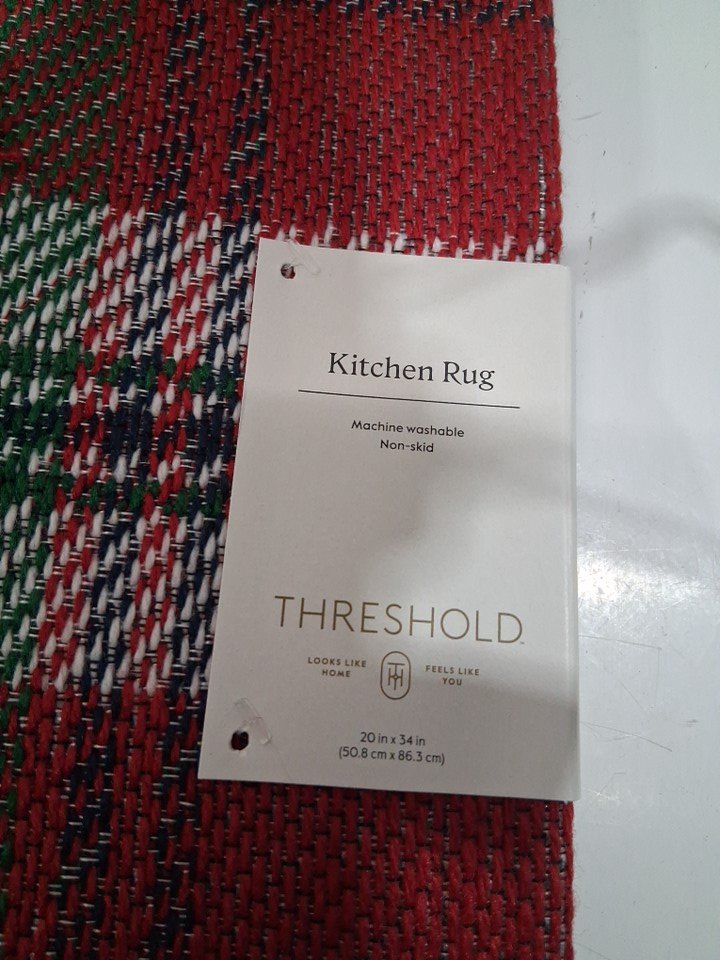 Kitchen Rug
Machine washable
Non-skid
THRESHOLD™
LOOKS LIKE HOME
FEELS LIKE YOU
20 in x 34 in
(50.8 cm x 86.3 cm)